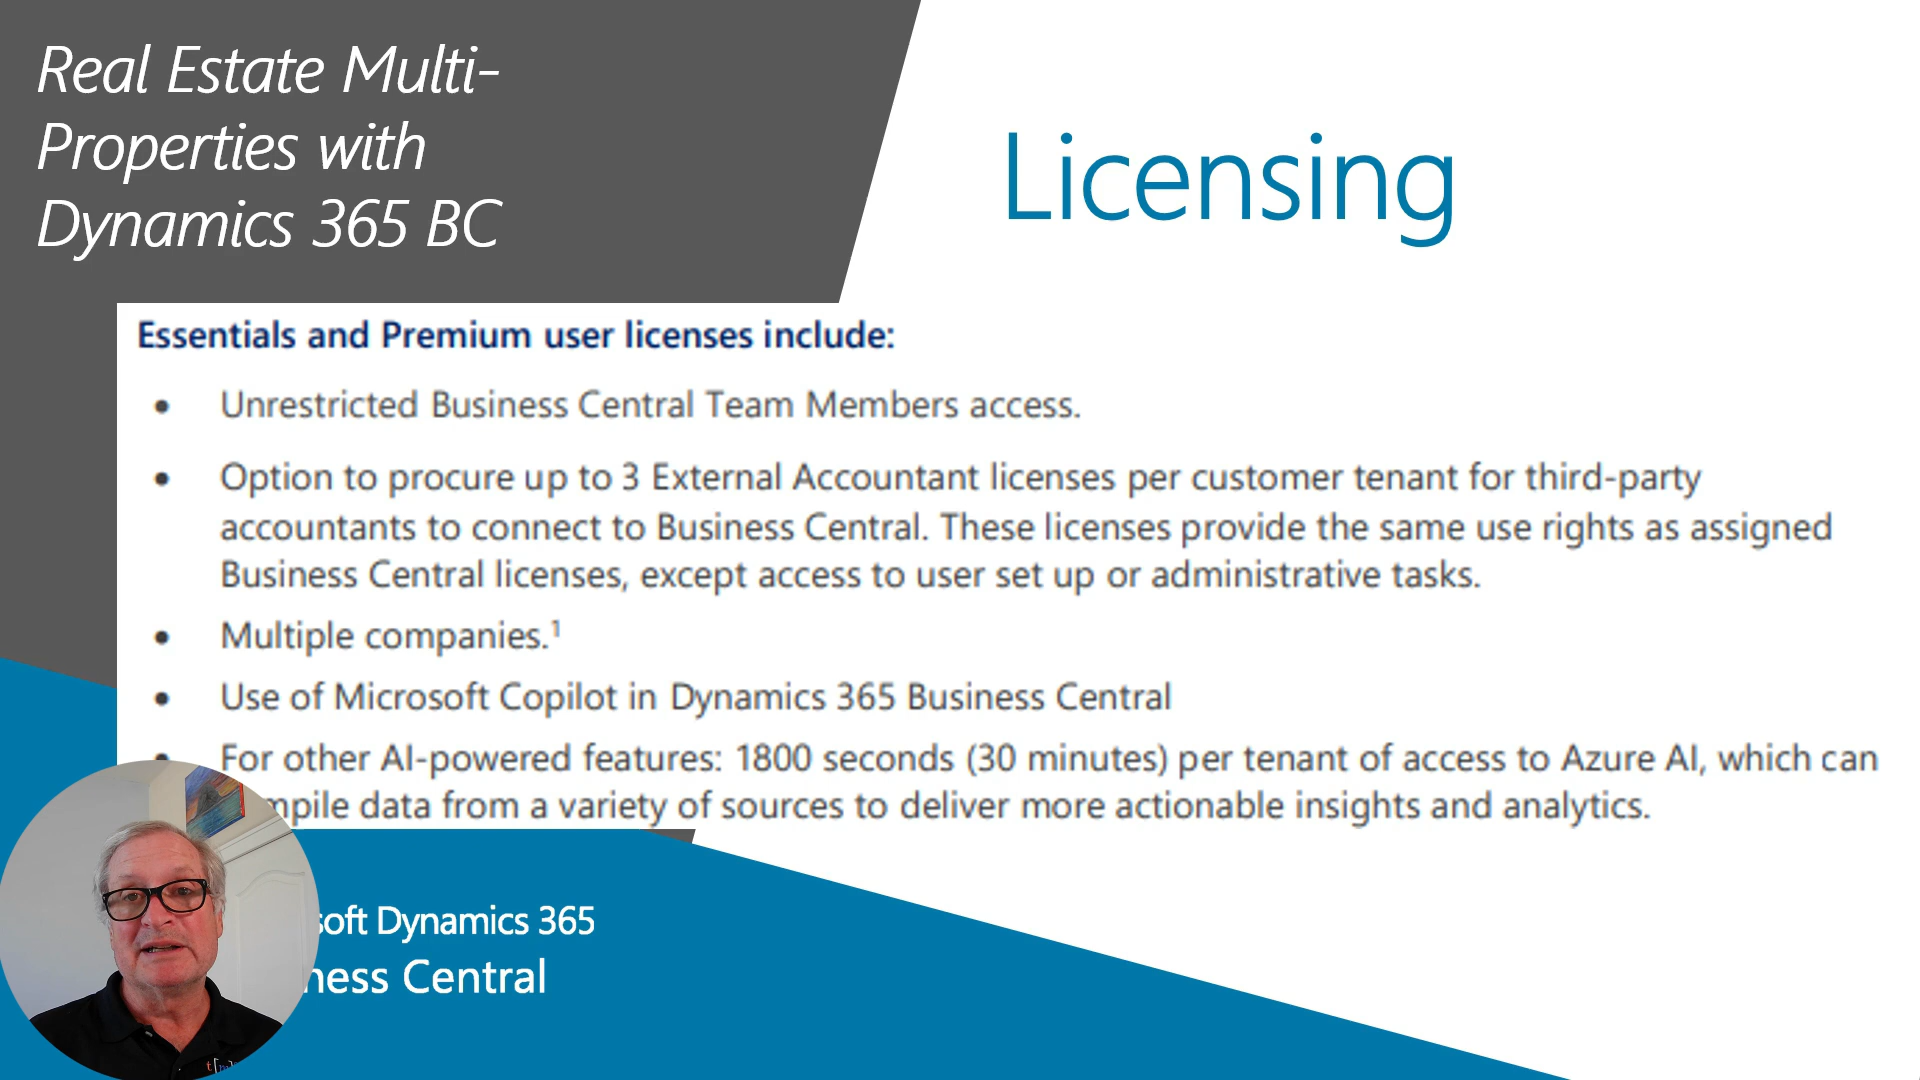 Real Estate Multi-
Properties with
Dynamics 365 BC
Licensing
Essentials and Premium user licenses include:
• Unrestricted Business Central Team Members access.
• Option to procure up to 3 External Accountant licenses per customer tenant for third-party
accountants to connect to Business Central. These licenses provide the same use rights as assigned
Business Central licenses, except access to user set up or administrative tasks.
• Multiple companies.¹
• Use of Microsoft Copilot in Dynamics 365 Business Central
• For other AI-powered features: 1800 seconds (30 minutes) per tenant of access to Azure AI, which can
mpile data from a variety of sources to deliver more actionable insights and analytics.
soft Dynamics 365
ness Central